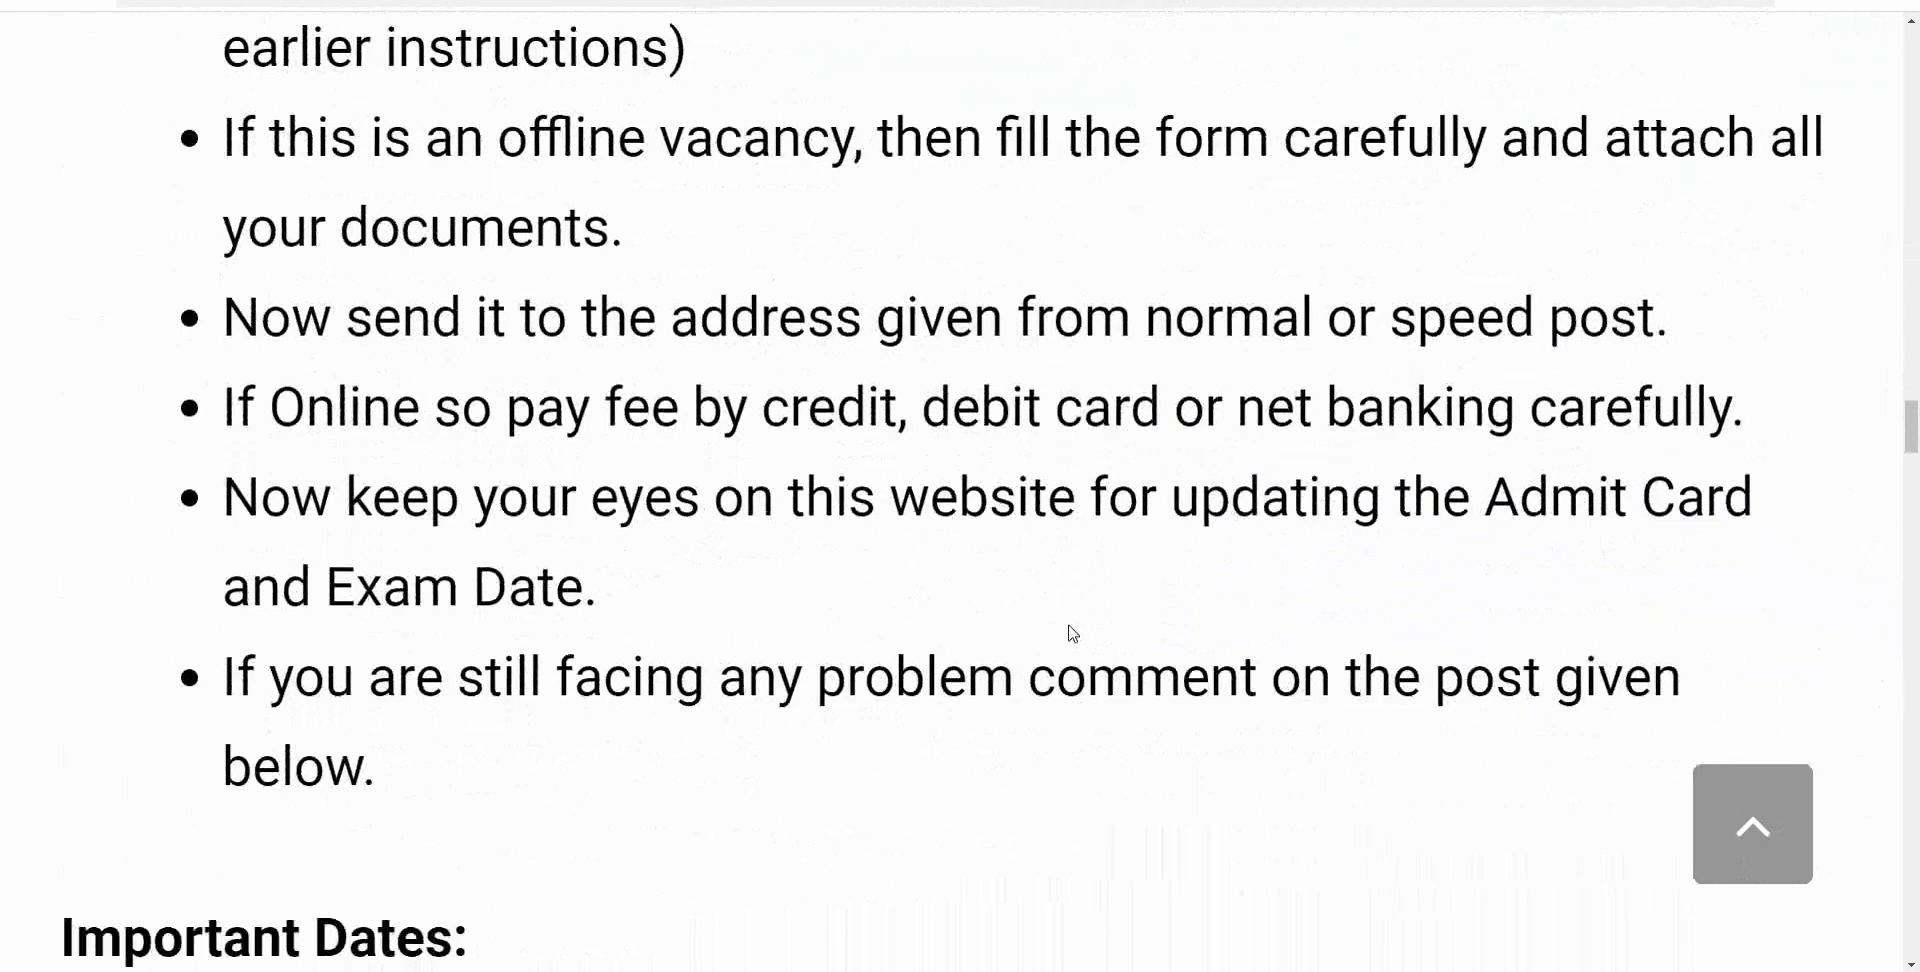 earlier instructions)
• If this is an offline vacancy, then fill the form carefully and attach all
your documents.
• Now send it to the address given from normal or speed post.
• If Online so pay fee by credit, debit card or net banking carefully.
• Now keep your eyes on this website for updating the Admit Card
and Exam Date.
• If you are still facing any problem comment on the post given
below.
Important Dates: